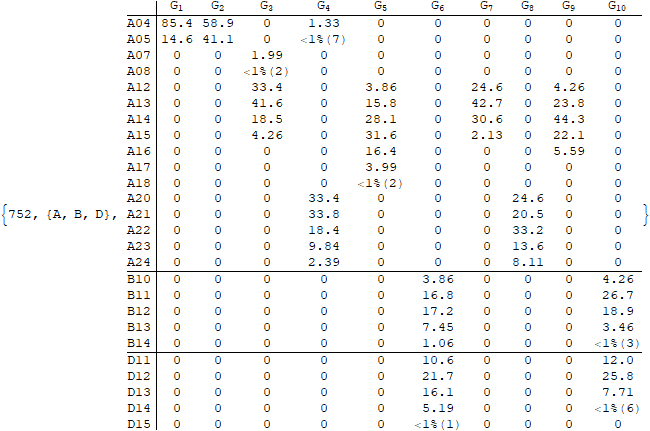 G1 G2 G3 G4 G5 G6 G7 G8 G9 G10
A04 85.4 58.9 0 1.33 0 0 0 0 0 0
A05 14.6 41.1 0 <1%(7) 0 0 0 0 0 0
A07 0 0 1.99 0 0 0 0 0 0 0
A08 0 0 <1%(2) 0 0 0 0 0 0 0
A12 0 0 33.4 0 3.86 0 24.6 0 4.26 0
A13 0 0 41.6 0 15.8 0 42.7 0 23.8 0
A14 0 0 18.5 0 28.1 0 30.6 0 44.3 0
A15 0 0 4.26 0 31.6 0 2.13 0 22.1 0
A16 0 0 0 0 16.4 0 0 0 5.59 0
A17 0 0 0 0 3.99 0 0 0 0 0
A18 0 0 0 0 <1%(2) 0 0 0 0 0
A20 0 0 0 33.4 0 0 0 24.6 0 0
{752, {A, B, D}, A21 0 0 0 33.8 0 0 0 20.5 0 0 }
A22 0 0 0 18.4 0 0 0 33.2 0 0
A23 0 0 0 9.84 0 0 0 13.6 0 0
A24 0 0 0 2.39 0 0 0 8.11 0 0
B10 0 0 0 0 0 3.86 0 0 0 4.26
B11 0 0 0 0 0 16.8 0 0 0 26.7
B12 0 0 0 0 0 17.2 0 0 0 18.9
B13 0 0 0 0 0 7.45 0 0 0 3.46
B14 0 0 0 0 0 1.06 0 0 0 <1%(3)
D11 0 0 0 0 0 10.6 0 0 0 12.0
D12 0 0 0 0 0 21.7 0 0 0 25.8
D13 0 0 0 0 0 16.1 0 0 0 7.71
D14 0 0 0 0 0 5.19 0 0 0 <1%(6)
D15 0 0 0 0 0 <1%(1) 0 0 0 0